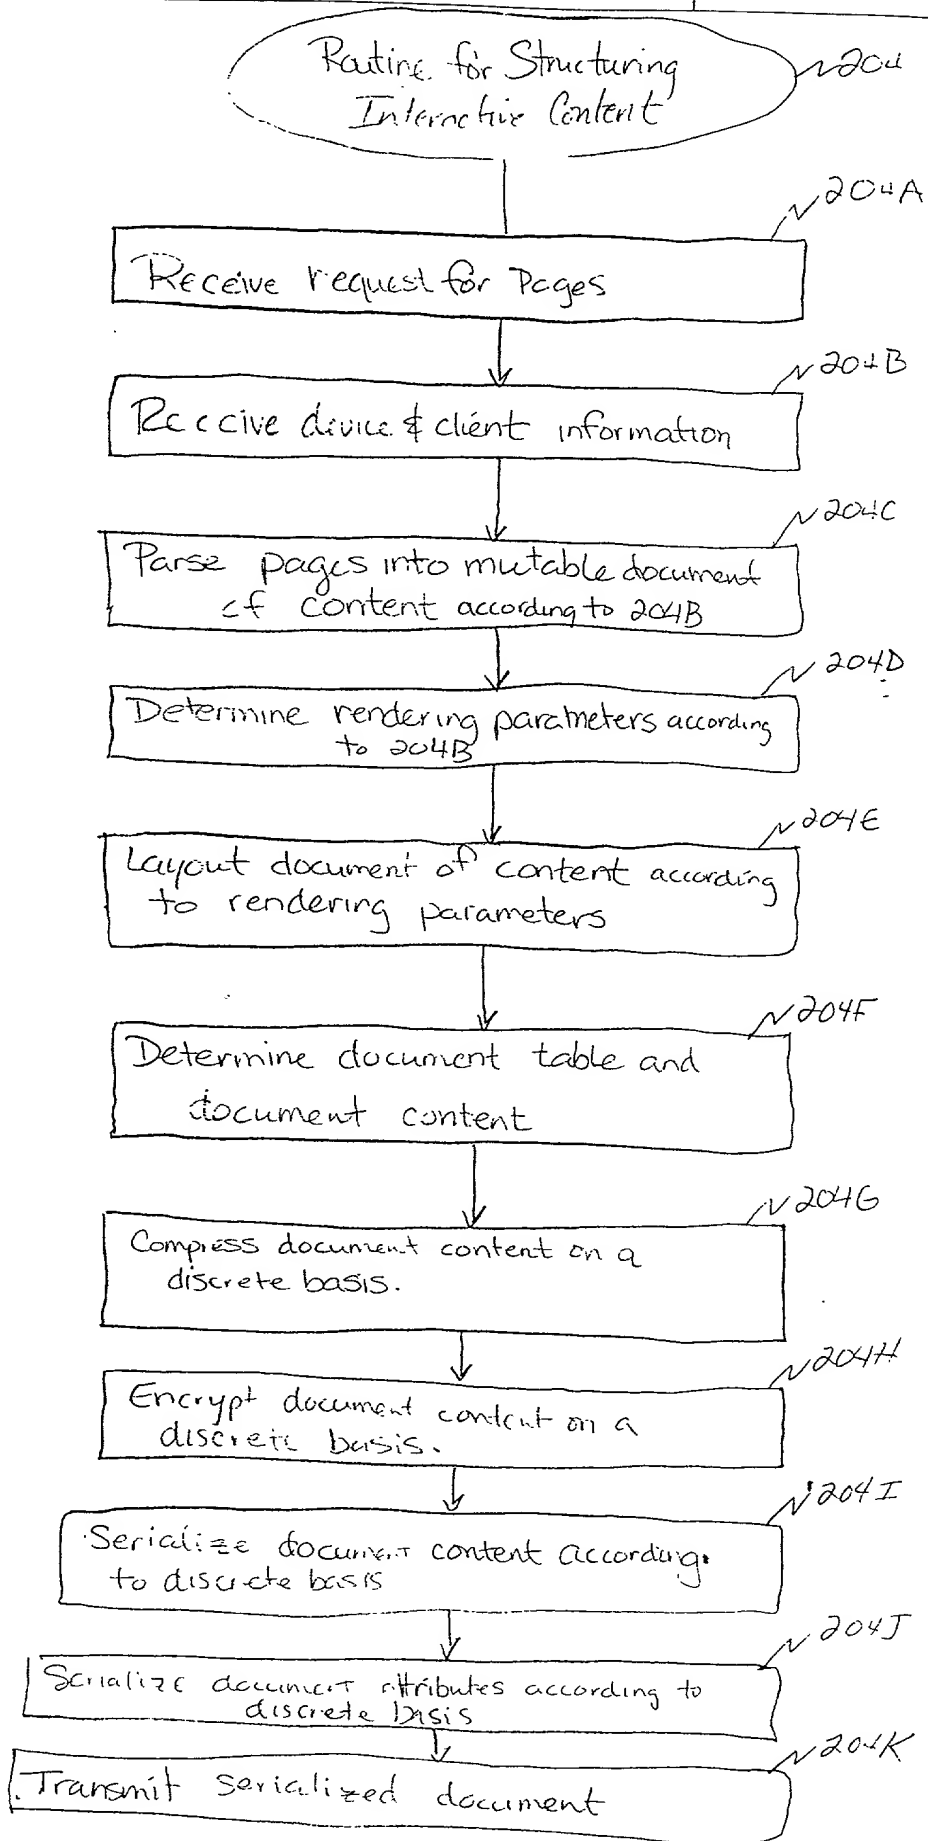 Routine for Structuring
Interactive Content
204
204A
Receive request for Pages
204B
Receive device & client information
204C
Parse pages into mutable document
of content according to 204B
204D
Determine rendering parameters according
to 204B
204E
Layout document of content according
to rendering parameters
204F
Determine document table and
document content
204G
Compress document content on a
discrete basis.
204H
Encrypt document content on a
discrete basis.
204I
Serialize document content according
to discrete basis
204J
Serialize document attributes according to
discrete basis
204K
Transmit serialized document